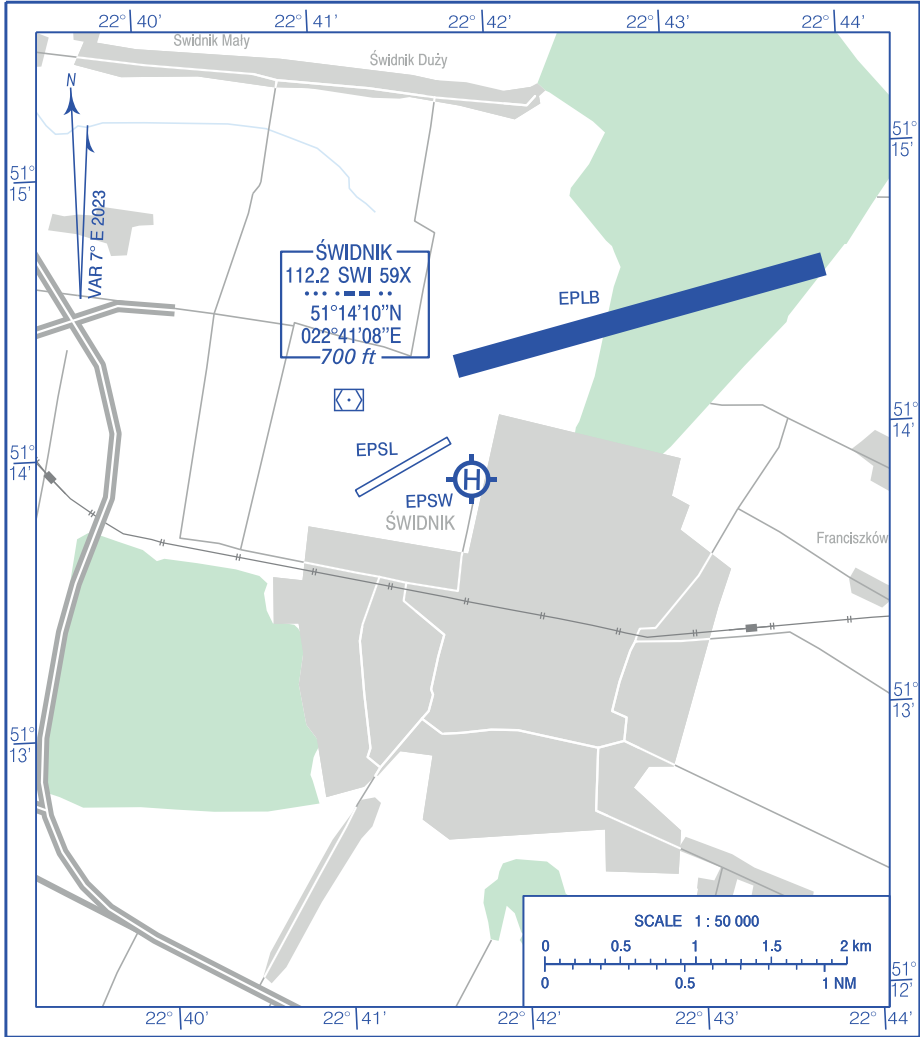 22° 40' 22° 41' 22° 42' 22° 43' 22° 44'
Świdnik Mały
Świdnik Duży
N
VAR 7° E 2023
51°
15'
51°
15'
ŚWIDNIK
112.2 SWI 59X
51°14'10"N
022°41'08"E
700 ft
EPLB
51°
14'
51°
14'
EPSL
EPSW
ŚWIDNIK
H
Franciszków
51°
13'
51°
13'
SCALE 1 : 50 000
0 0.5 1 1.5 2 km
0 0.5 1 NM
51°
12'
22° 40' 22° 41' 22° 42' 22° 43' 22° 44'